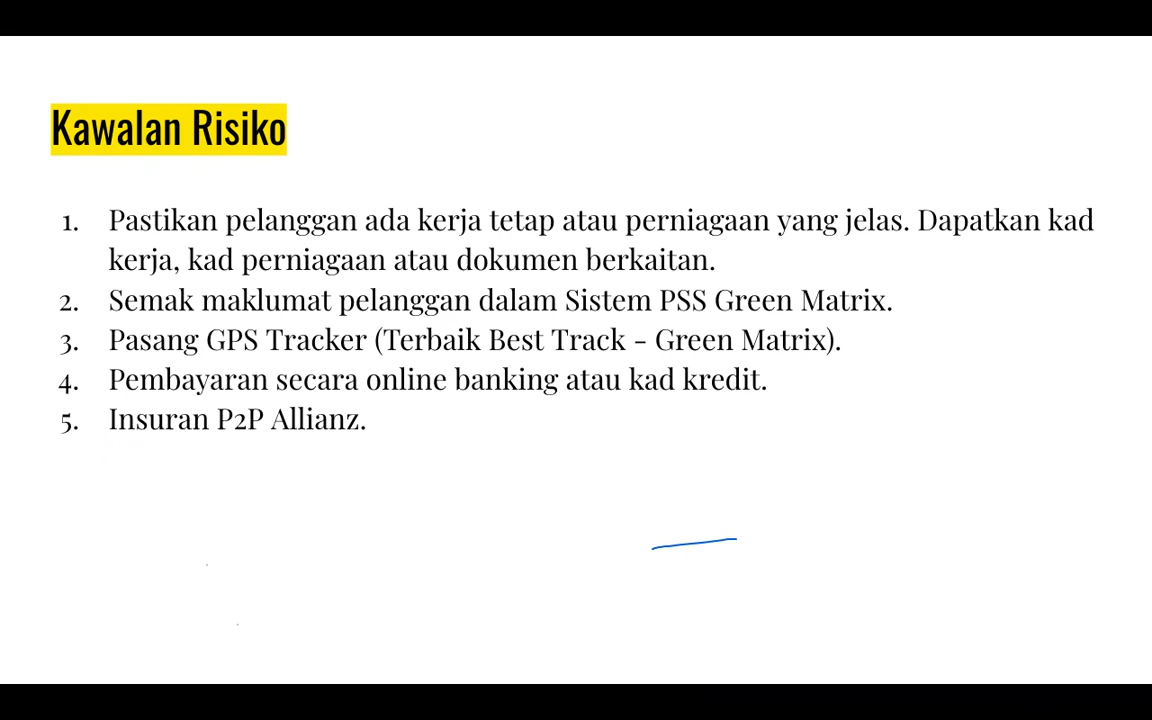 Kawalan Risiko
1. Pastikan pelanggan ada kerja tetap atau perniagaan yang jelas. Dapatkan kad
kerja, kad perniagaan atau dokumen berkaitan.
2. Semak maklumat pelanggan dalam Sistem PSS Green Matrix.
3. Pasang GPS Tracker (Terbaik Best Track - Green Matrix).
4. Pembayaran secara online banking atau kad kredit.
5. Insuran P2P Allianz.